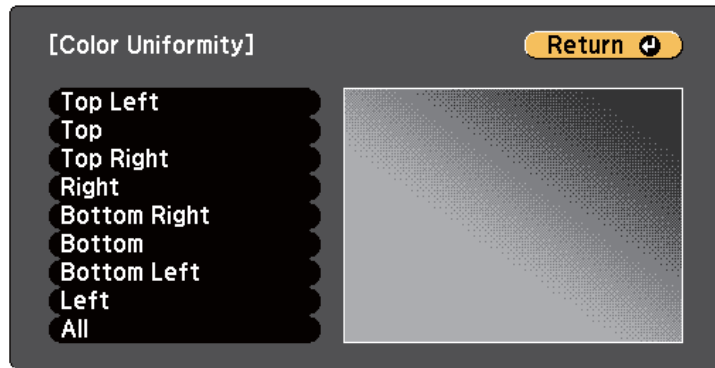 [Color Uniformity]
Return
Top Left
Top
Top Right
Right
Bottom Right
Bottom
Bottom Left
Left
All